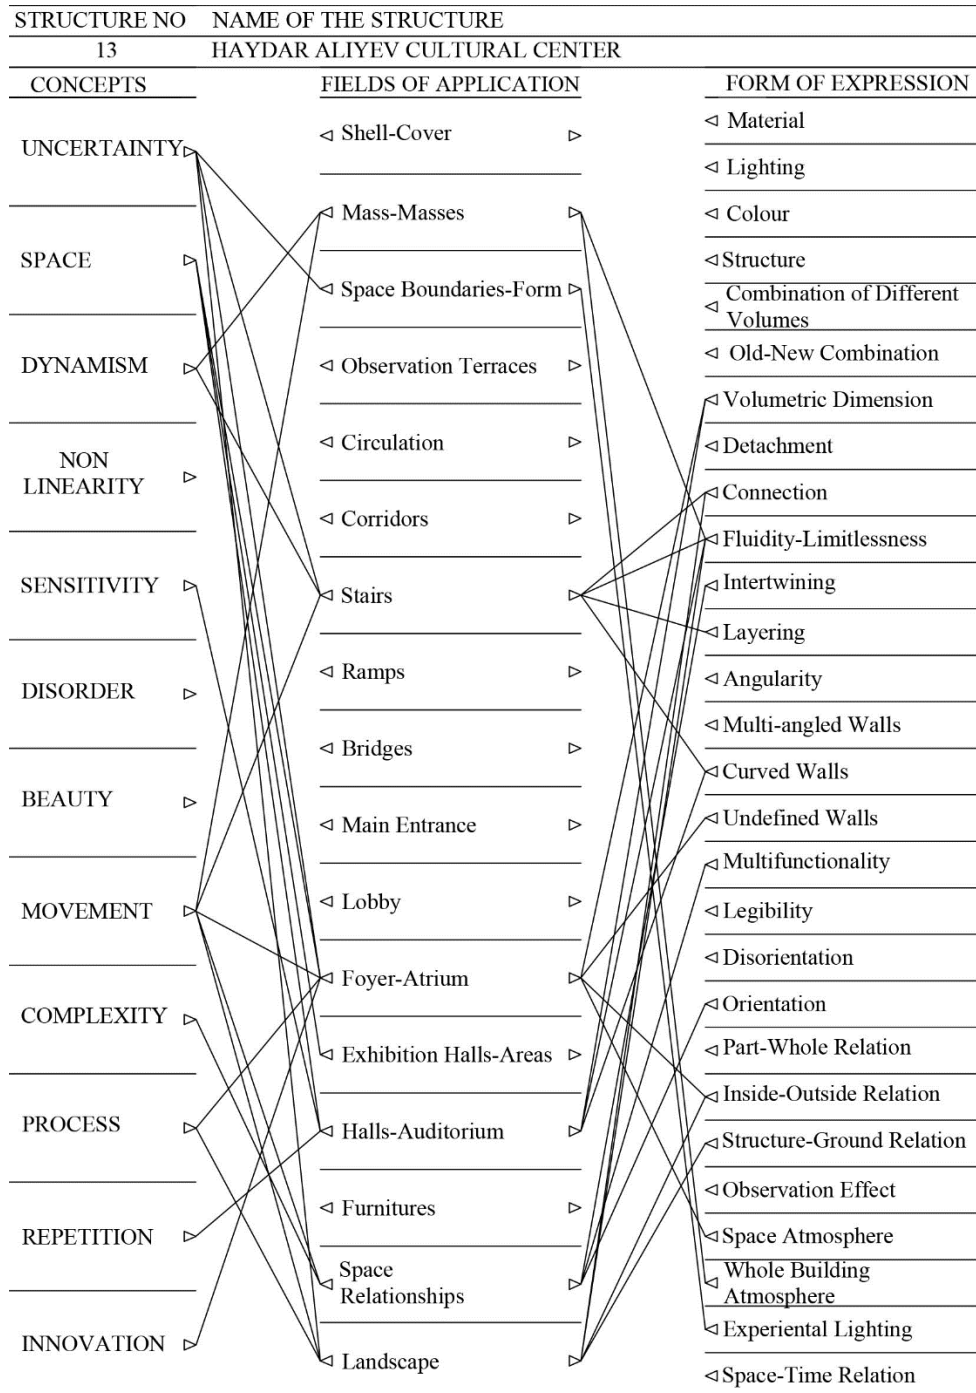 STRUCTURE NO NAME OF THE STRUCTURE
13 HAYDAR ALIYEV CULTURAL CENTER
CONCEPTS
UNCERTAINTY
SPACE
DYNAMISM
NON
LINEARITY
SENSITIVITY
DISORDER
BEAUTY
MOVEMENT
COMPLEXITY
PROCESS
REPETITION
INNOVATION
FIELDS OF APPLICATION
Shell-Cover
Mass-Masses
Space Boundaries-Form
Observation Terraces
Circulation
Corridors
Stairs
Ramps
Bridges
Main Entrance
Lobby
Foyer-Atrium
Exhibition Halls-Areas
Halls-Auditorium
Furnitures
Space
Relationships
Landscape
FORM OF EXPRESSION
Material
Lighting
Colour
Structure
Combination of Different
Volumes
Old-New Combination
Volumetric Dimension
Detachment
Connection
Fluidity-Limitlessness
Intertwining
Layering
Angularity
Multi-angled Walls
Curved Walls
Undefined Walls
Multifunctionality
Legibility
Disorientation
Orientation
Part-Whole Relation
Inside-Outside Relation
Structure-Ground Relation
Observation Effect
Space Atmosphere
Whole Building
Atmosphere
Experiental Lighting
Space-Time Relation